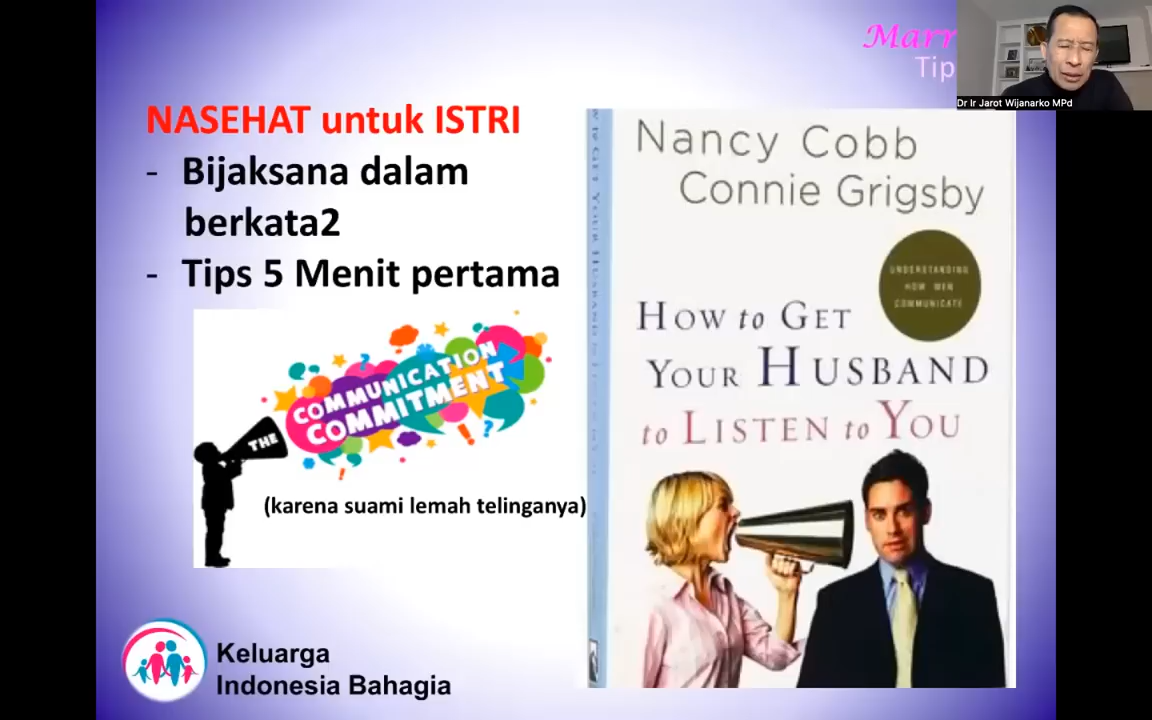 Marr
Tip
Dr Ir Jarot Wijanarko MPd
NASEHAT untuk ISTRI
- Bijaksana dalam
berkata2
- Tips 5 Menit pertama
THE
COMMUNICATION
COMMITMENT
(karena suami lemah telinganya)
Keluarga
Indonesia Bahagia
Nancy Cobb
Connie Grigsby
UNDERSTANDING
HOW MEN
COMMUNICATE
HOW to GET
YOUR HUSBAND
to LISTEN to YOU